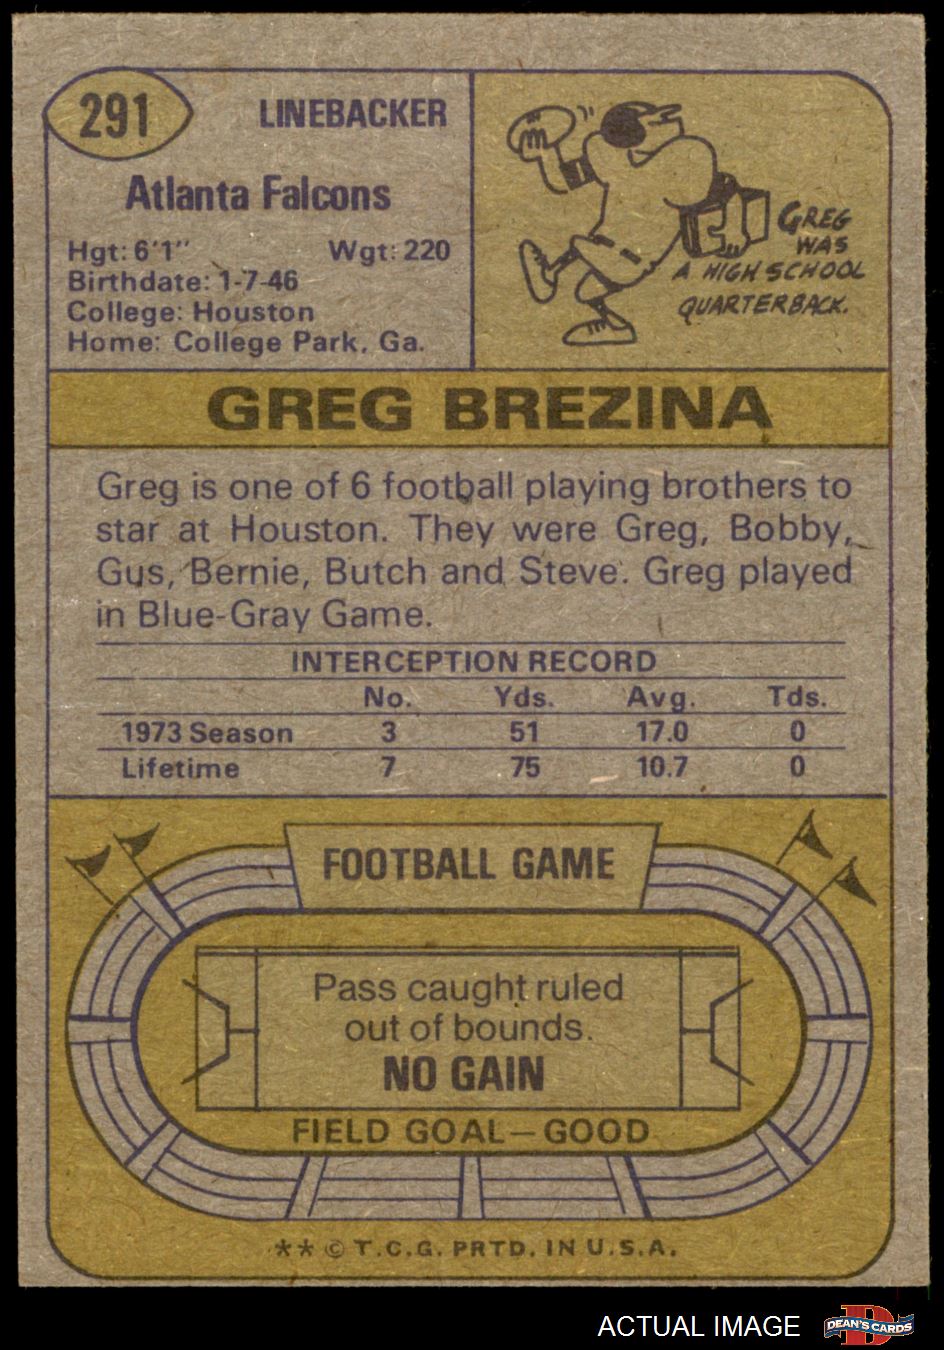 291
LINEBACKER
Atlanta Falcons
Hgt: 6'1" Wgt: 220
Birthdate: 1-7-46
College: Houston
Home: College Park, Ga.
GREG
WAS
A HIGH SCHOOL
QUARTERBACK.
GREG BREZINA
Greg is one of 6 football playing brothers to
star at Houston. They were Greg, Bobby,
Gus, Bernie, Butch and Steve. Greg played
in Blue-Gray Game.
INTERCEPTION RECORD
No. Yds. Avg. Tds.
1973 Season 3 51 17.0 0
Lifetime 7 75 10.7 0
FOOTBALL GAME
Pass caught ruled
out of bounds.
NO GAIN
FIELD GOAL—GOOD
** © T.C.G. PRTD. IN U.S.A.
ACTUAL IMAGE
D
DEAN'S CARDS